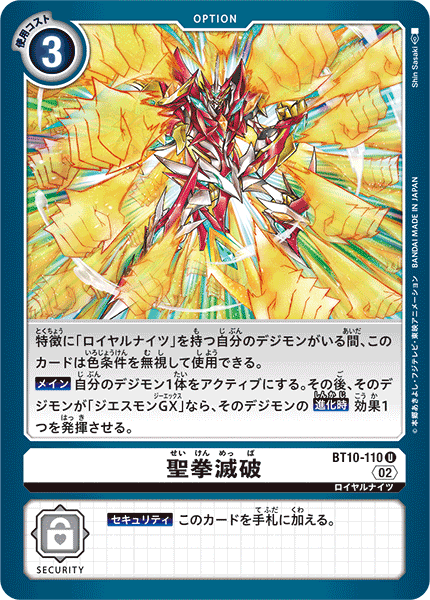 使用コスト
3
OPTION
Shin Sasaki
特徴に「ロイヤルナイツ」を持つ自分のデジモンがいる間、この
カードは色条件を無視して使用できる。
メイン 自分のデジモン1体をアクティブにする。その後、そのデ
ジモンが「ジエスモンGX」なら、そのデジモンの 進化時 効果1
つを発揮させる。
©本郷あきよし・フジテレビ・東映アニメーション BANDAI MADE IN JAPAN
せいけんめっぱ
聖拳滅破
BT10-110 U
02
ロイヤルナイツ
SECURITY
セキュリティ このカードを手札に加える。